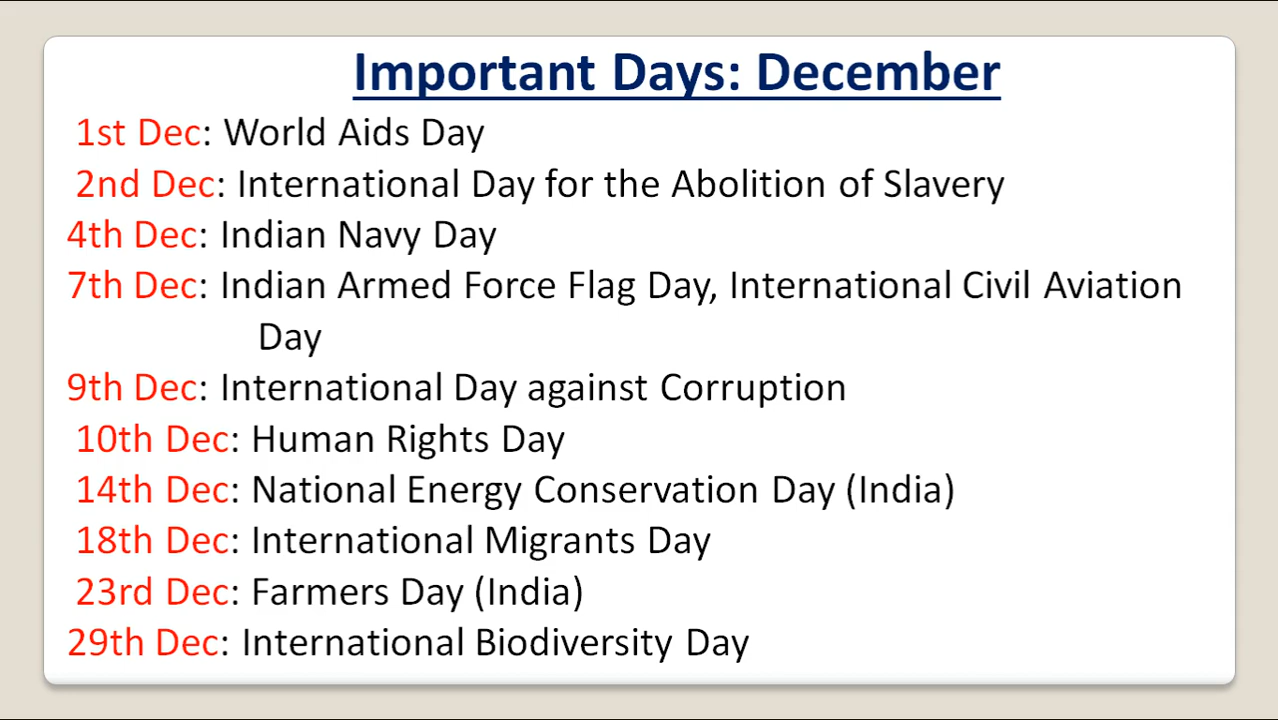 Important Days: December
1st Dec: World Aids Day
2nd Dec: International Day for the Abolition of Slavery
4th Dec: Indian Navy Day
7th Dec: Indian Armed Force Flag Day, International Civil Aviation
Day
9th Dec: International Day against Corruption
10th Dec: Human Rights Day
14th Dec: National Energy Conservation Day (India)
18th Dec: International Migrants Day
23rd Dec: Farmers Day (India)
29th Dec: International Biodiversity Day